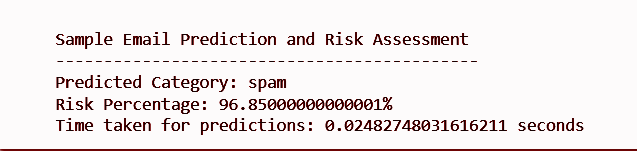 Sample Email Prediction and Risk Assessment
--------------------------------------------
Predicted Category: spam
Risk Percentage: 96.85000000000001%
Time taken for predictions: 0.02482748031616211 seconds